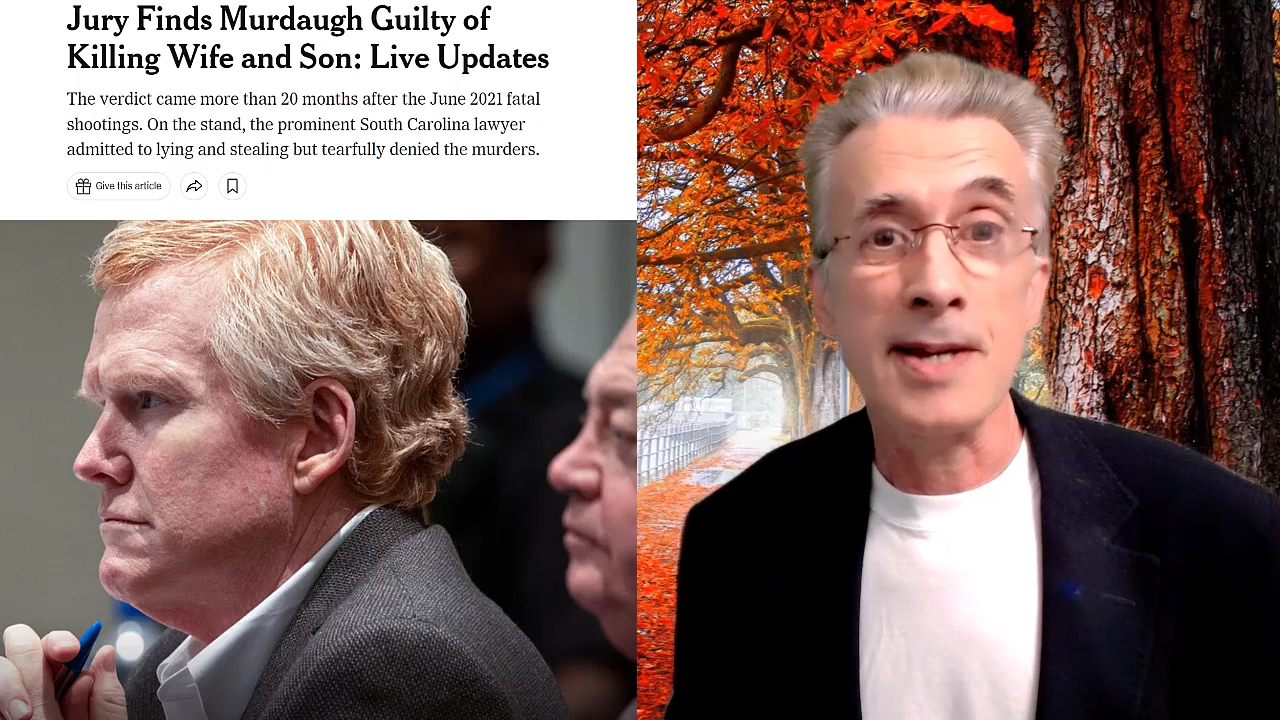 Jury Finds Murdaugh Guilty of
Killing Wife and Son: Live Updates
The verdict came more than 20 months after the June 2021 fatal
shootings. On the stand, the prominent South Carolina lawyer
admitted to lying and stealing but tearfully denied the murders.
Give this article